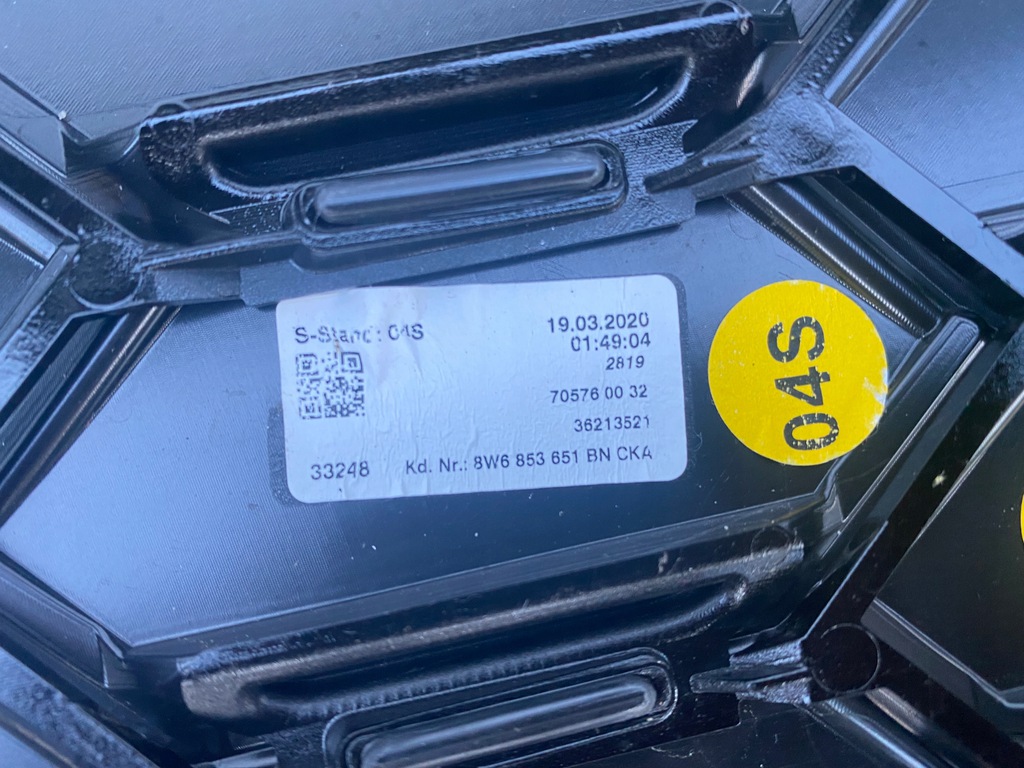 S-Stand: 04S
19.03.2020
01:49:04
2819
70576 00 32
36213521
33248 Kd. Nr.: 8W6 853 651 BN CKA
04S